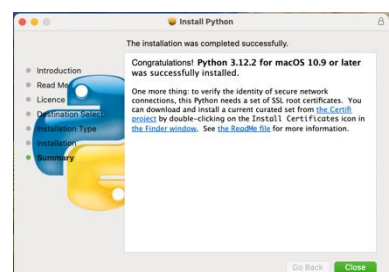 Install Python
The installation was completed successfully.
Introduction
Read Me
Licence
Destination Select
Installation Type
Installation
Summary
Congratulations! Python 3.12.2 for macOS 10.9 or later
was successfully installed.
One more thing: to verify the identity of secure network
connections, this Python needs a set of SSL root certificates. You
can download and install a current curated set from the Certifi
project by double-clicking on the Install Certificates icon in
the Finder window. See the ReadMe file for more information.
Go Back
Close